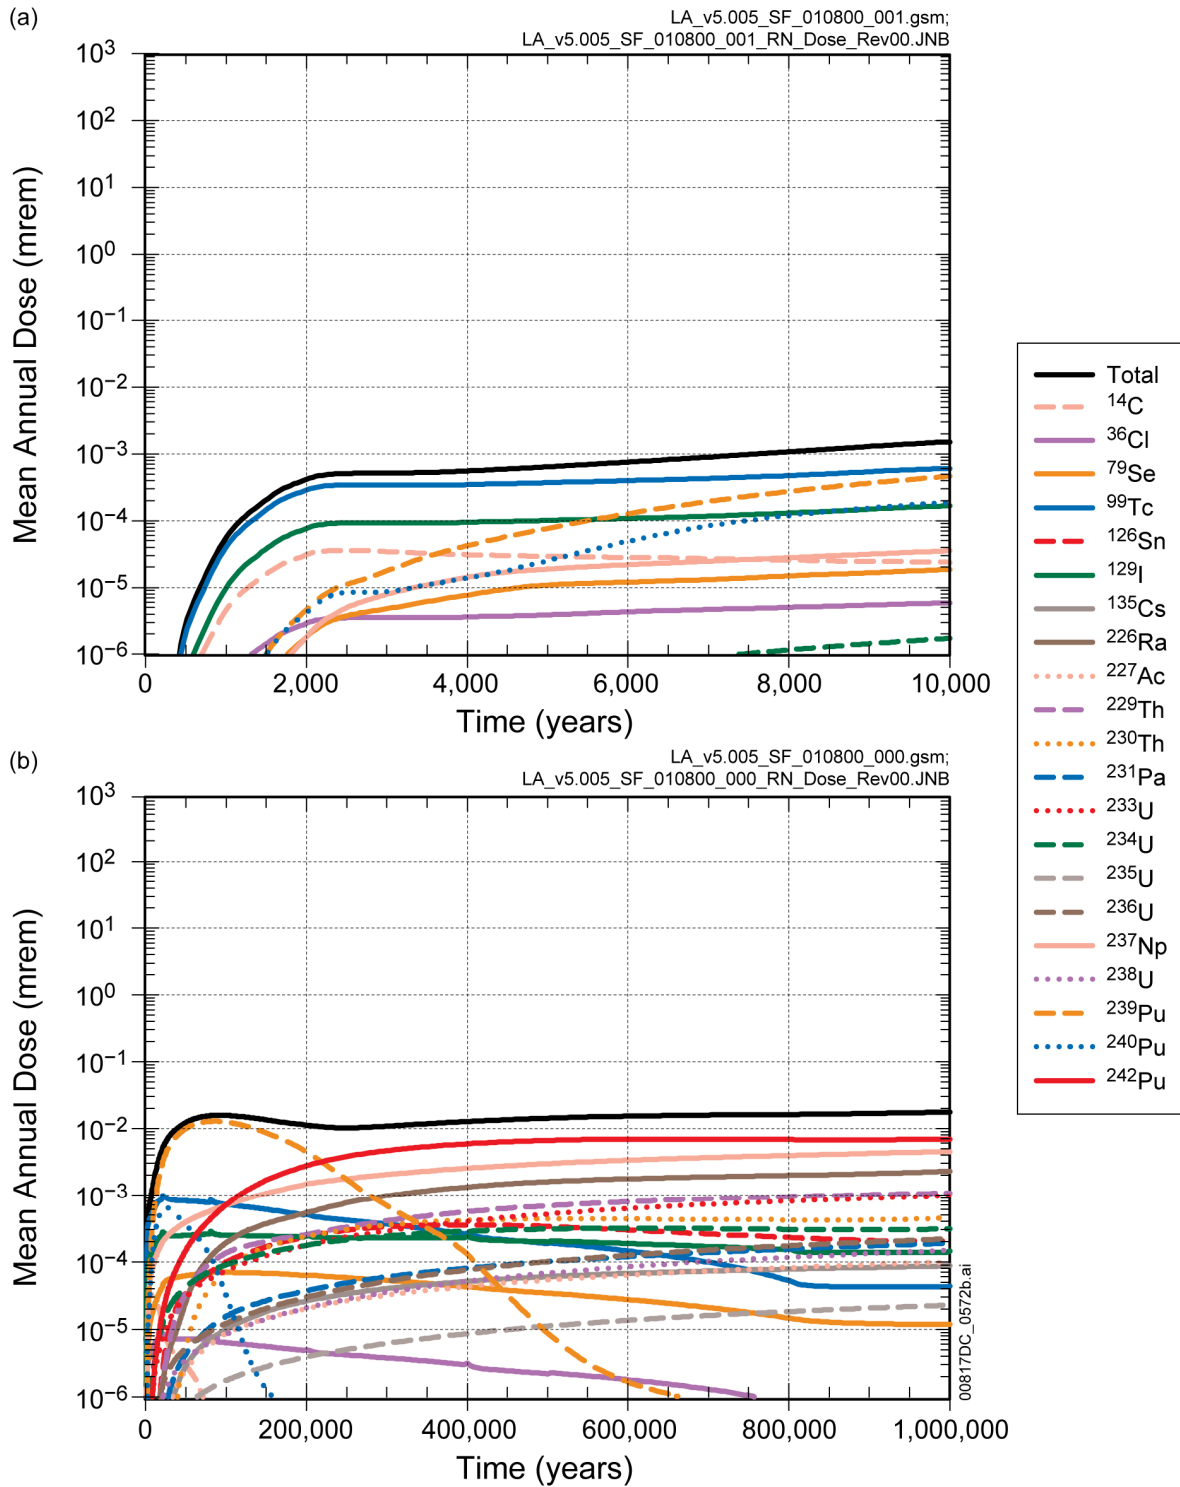 (a)
LA_v5.005_SF_010800_001.gsm;
LA_v5.005_SF_010800_001_RN_Dose_Rev00.JNB
Mean Annual Dose (mrem)
10³
10²
10¹
10⁰
10⁻¹
10⁻²
10⁻³
10⁻⁴
10⁻⁵
10⁻⁶
0 2,000 4,000 6,000 8,000 10,000
Time (years)
(b)
LA_v5.005_SF_010800_000.gsm;
LA_v5.005_SF_010800_000_RN_Dose_Rev00.JNB
Mean Annual Dose (mrem)
10³
10²
10¹
10⁰
10⁻¹
10⁻²
10⁻³
10⁻⁴
10⁻⁵
10⁻⁶
0 200,000 400,000 600,000 800,000 1,000,000
Time (years)
00817DC_0572b.ai
Total
¹⁴C
³⁶Cl
⁷⁹Se
⁹⁹Tc
¹²⁶Sn
¹²⁹I
¹³⁵Cs
²²⁶Ra
²²⁷Ac
²²⁹Th
²³⁰Th
²³¹Pa
²³³U
²³⁴U
²³⁵U
²³⁶U
²³⁷Np
²³⁸U
²³⁹Pu
²⁴⁰Pu
²⁴²Pu